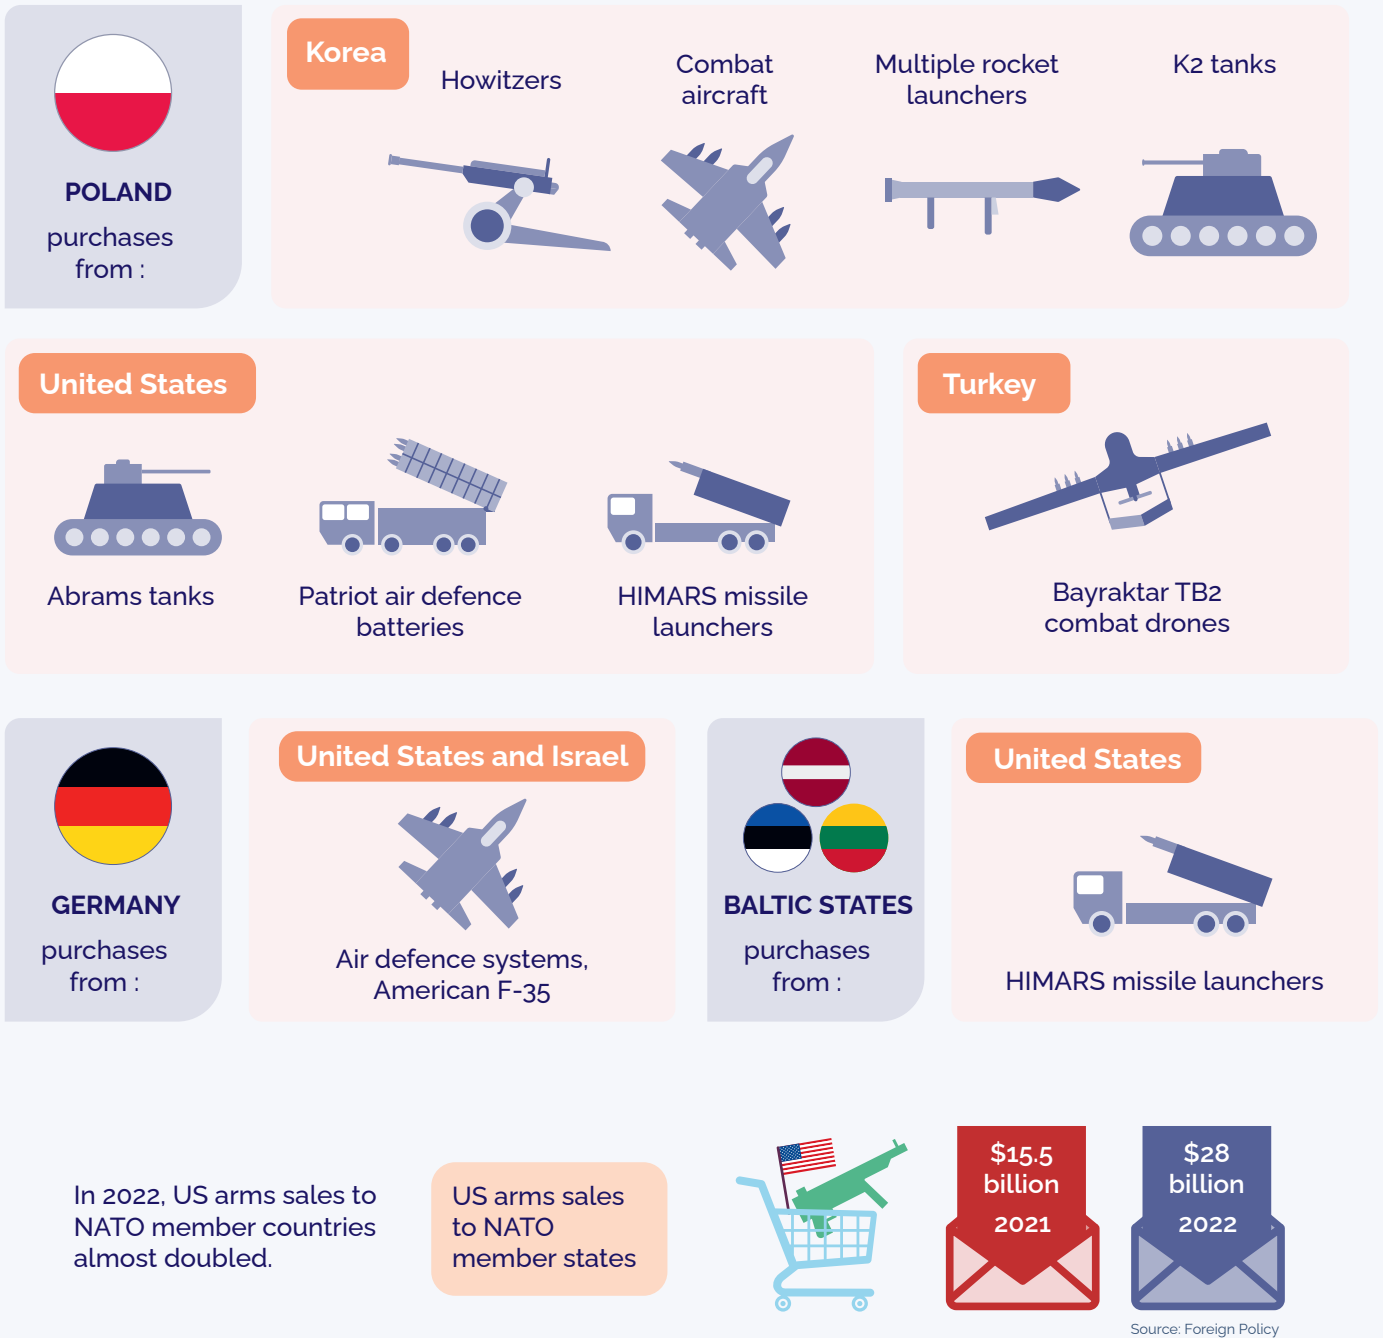 POLAND
purchases
from :
Korea
Howitzers
Combat
aircraft
Multiple rocket
launchers
K2 tanks
United States
Abrams tanks
Patriot air defence
batteries
HIMARS missile
launchers
Turkey
Bayraktar TB2
combat drones
GERMANY
purchases
from :
United States and Israel
Air defence systems,
American F-35
BALTIC STATES
purchases
from :
United States
HIMARS missile launchers
In 2022, US arms sales to
NATO member countries
almost doubled.
US arms sales
to NATO
member states
$15.5
billion
2021
$28
billion
2022
Source: Foreign Policy